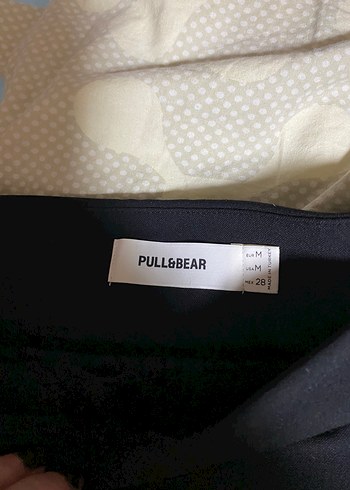 PULL&BEAR
EUR M
USA M
MEX 28
MADE IN TURKEY